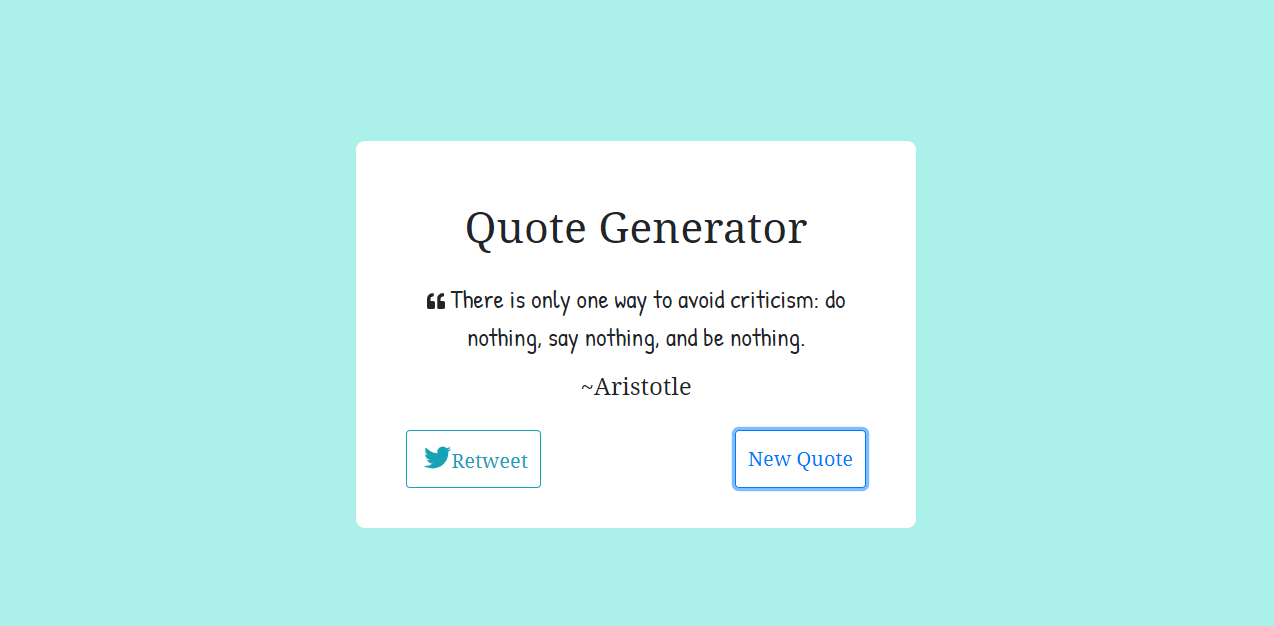 Quote Generator
❝ There is only one way to avoid criticism: do
nothing, say nothing, and be nothing.
~Aristotle
Retweet
New Quote